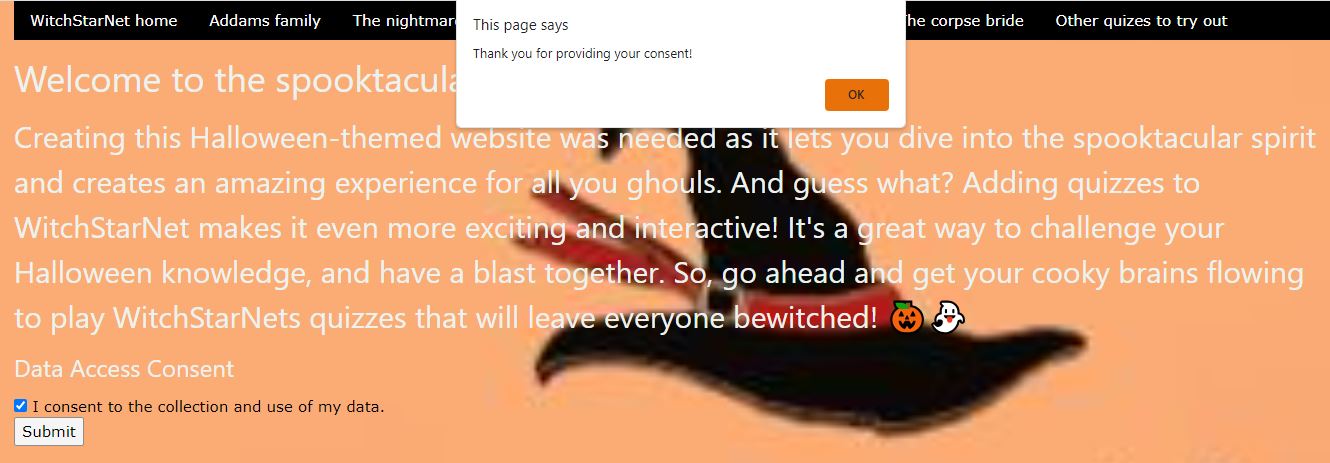 WitchStarNet home Addams family The nightmare
The corpse bride Other quizes to try out
This page says
Thank you for providing your consent!
OK
Welcome to the spooktacula
Creating this Halloween-themed website was needed as it lets you dive into the spooktacular spirit
and creates an amazing experience for all you ghouls. And guess what? Adding quizzes to
WitchStarNet makes it even more exciting and interactive! It's a great way to challenge your
Halloween knowledge, and have a blast together. So, go ahead and get your cooky brains flowing
to play WitchStarNets quizzes that will leave everyone bewitched! 🎃 👻
Data Access Consent
I consent to the collection and use of my data.
Submit